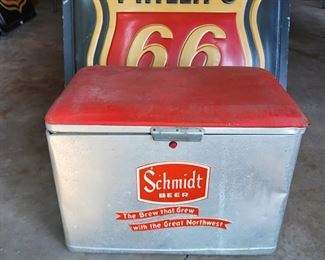 66
Schmidt
BEER
The Brew that Grew
with the Great Northwest